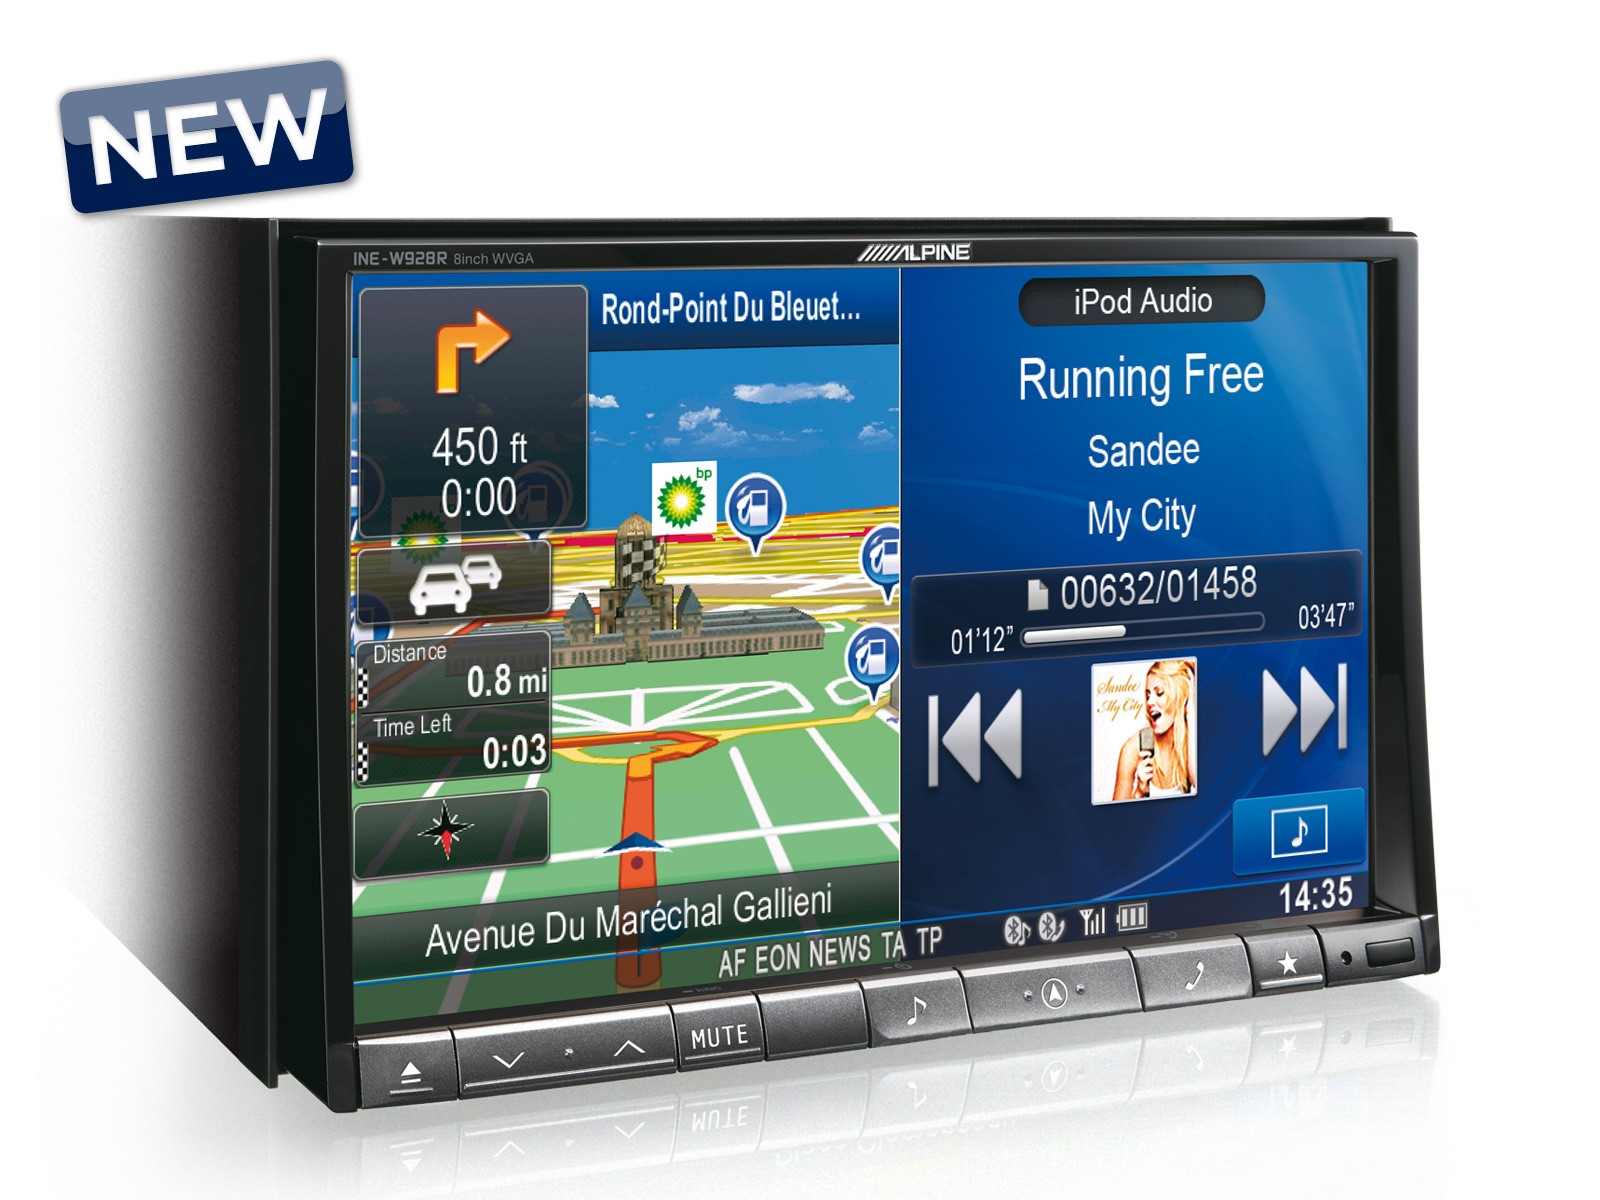 NEW
INE-W928R 8inch WVGA
ALPINE
Rond-Point Du Bleuet...
450 ft
0:00
bp
Distance
0.8 mi
Time Left
0:03
Avenue Du Maréchal Gallieni
AF EON NEWS TA TP
iPod Audio
Running Free
Sandee
My City
00632/01458
01'12"
03'47"
Sandee
My City
14:35
MUTE